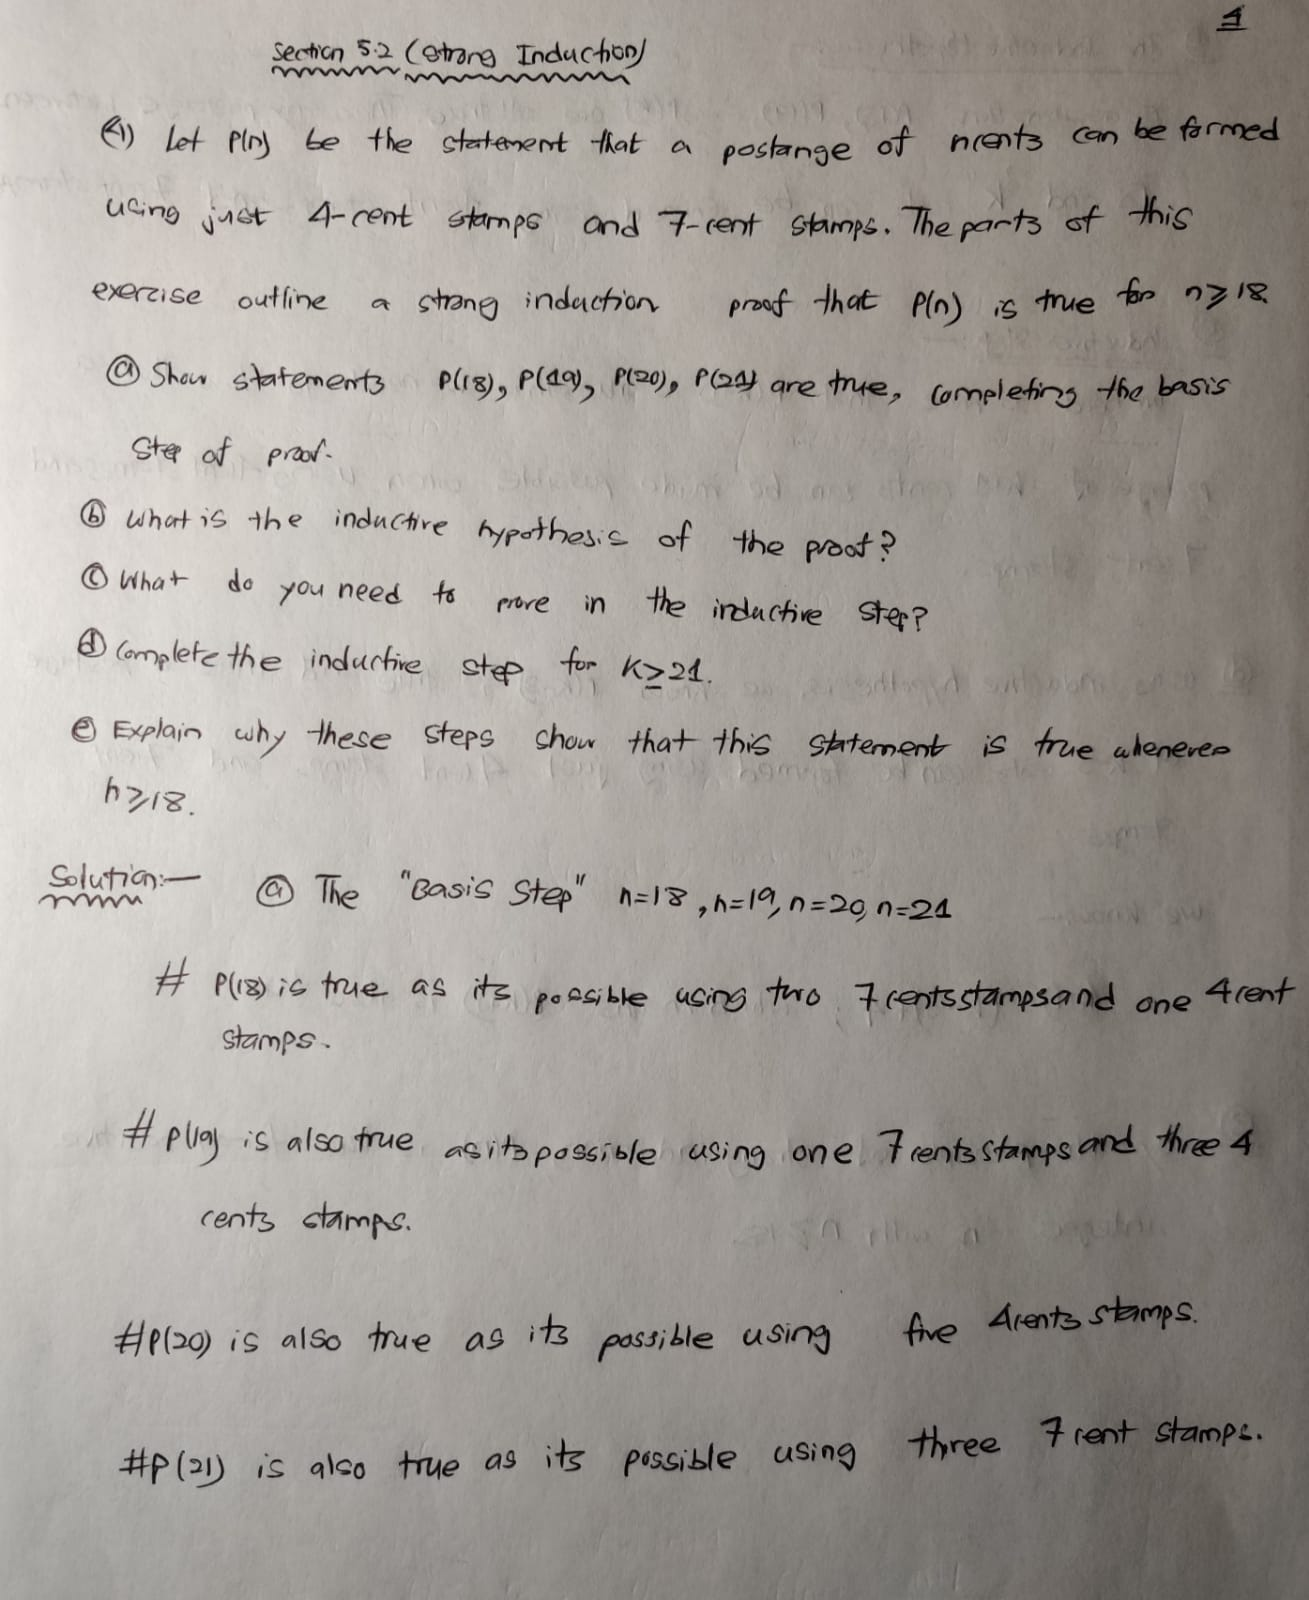 1
Section 5.2 (Strong Induction)
4) Let P(n) be the statement that a postange of ncents can be formed
using just 4-cent stamps and 7-cent stamps. The parts of this
exercise outline a strong induction proof that P(n) is true for n≥18
ⓐ Show statements P(18), P(19), P(20), P(21) are true, completing the basis
Step of proof.
ⓑ What is the inductive hypothesis of the proof?
ⓒ What do you need to prove in the inductive step?
ⓓ Complete the inductive step for K≥21.
ⓔ Explain why these steps show that this statement is true whenever
n≥18.
Solution:— ⓐ The "Basis Step" n=18, n=19, n=20, n=21
# P(18) is true as its possible using two 7 cents stamps and one 4 cent
stamps.
# P(19) is also true as its possible using one 7 cents stamps and three 4
cents stamps.
#P(20) is also true as its possible using five 4cents stamps.
#P(21) is also true as its possible using three 7 cent stamps.